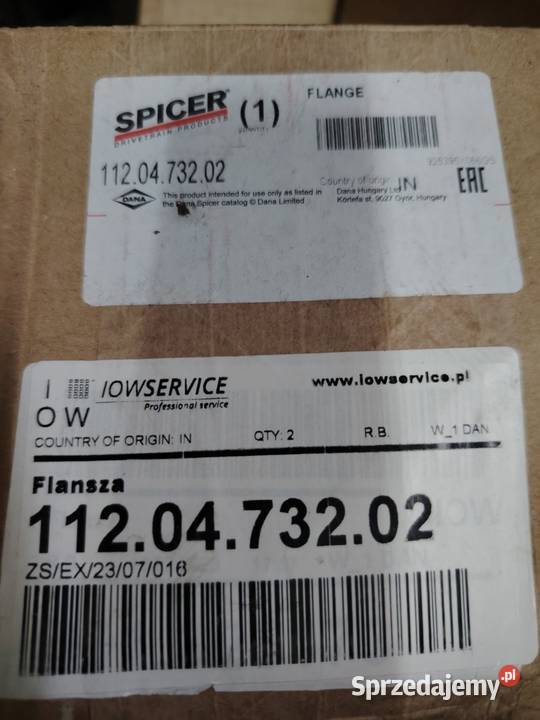 SPICER
DRIVETRAIN PRODUCTS
(1)
FLANGE
112.04.732.02
DANA
This product intended for use only as listed in
the Dana Spicer catalog © Dana Limited
Country of origin IN
Dana Hungary Ltd
Kortefa st, 9027 Gyor, Hungary
EAC
IOW
IOWSERVICE
Professional service
www.iowservice.pl
COUNTRY OF ORIGIN: IN QTY: 2 R.B. W_1 DAN
Flansza
112.04.732.02
ZS/EX/23/07/016
Sprzedajemy.pl